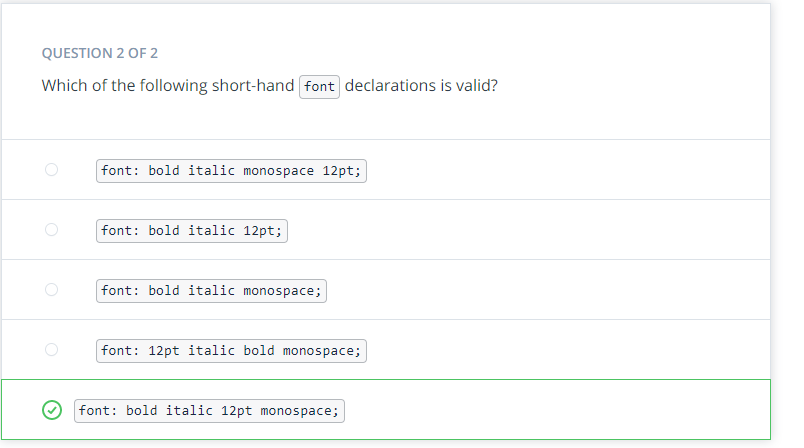 QUESTION 2 OF 2
Which of the following short-hand font declarations is valid?
font: bold italic monospace 12pt;
font: bold italic 12pt;
font: bold italic monospace;
font: 12pt italic bold monospace;
font: bold italic 12pt monospace;